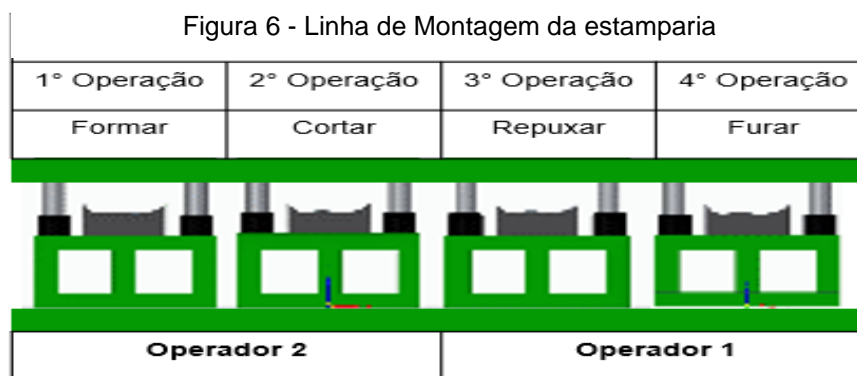 Figura 6 - Linha de Montagem da estamparia
1° Operação 2° Operação 3° Operação 4° Operação
Formar Cortar Repuxar Furar
Operador 2 Operador 1